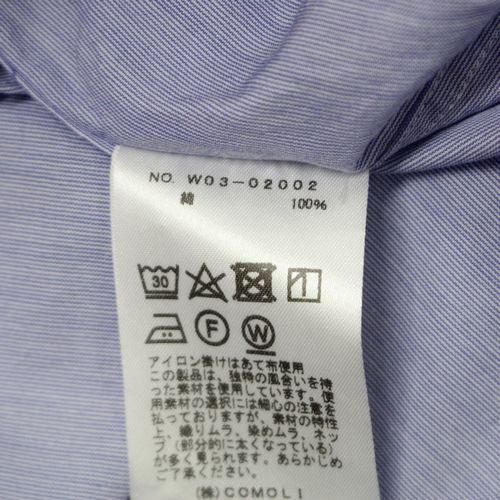 NO. W03-02002
綿 100%
30
F W
アイロン掛けはあて布使用
この製品は、独特の風合いを持
った素材を使用しています。使
用素材の選択には細心の注意を
払っておりますが、素材の特性
上、織りムラ、染めムラ、ネッ
プ(部分的に太くなっている)
が多く見られます。あらかじめ
ご了承ください。
(株)COMOLI